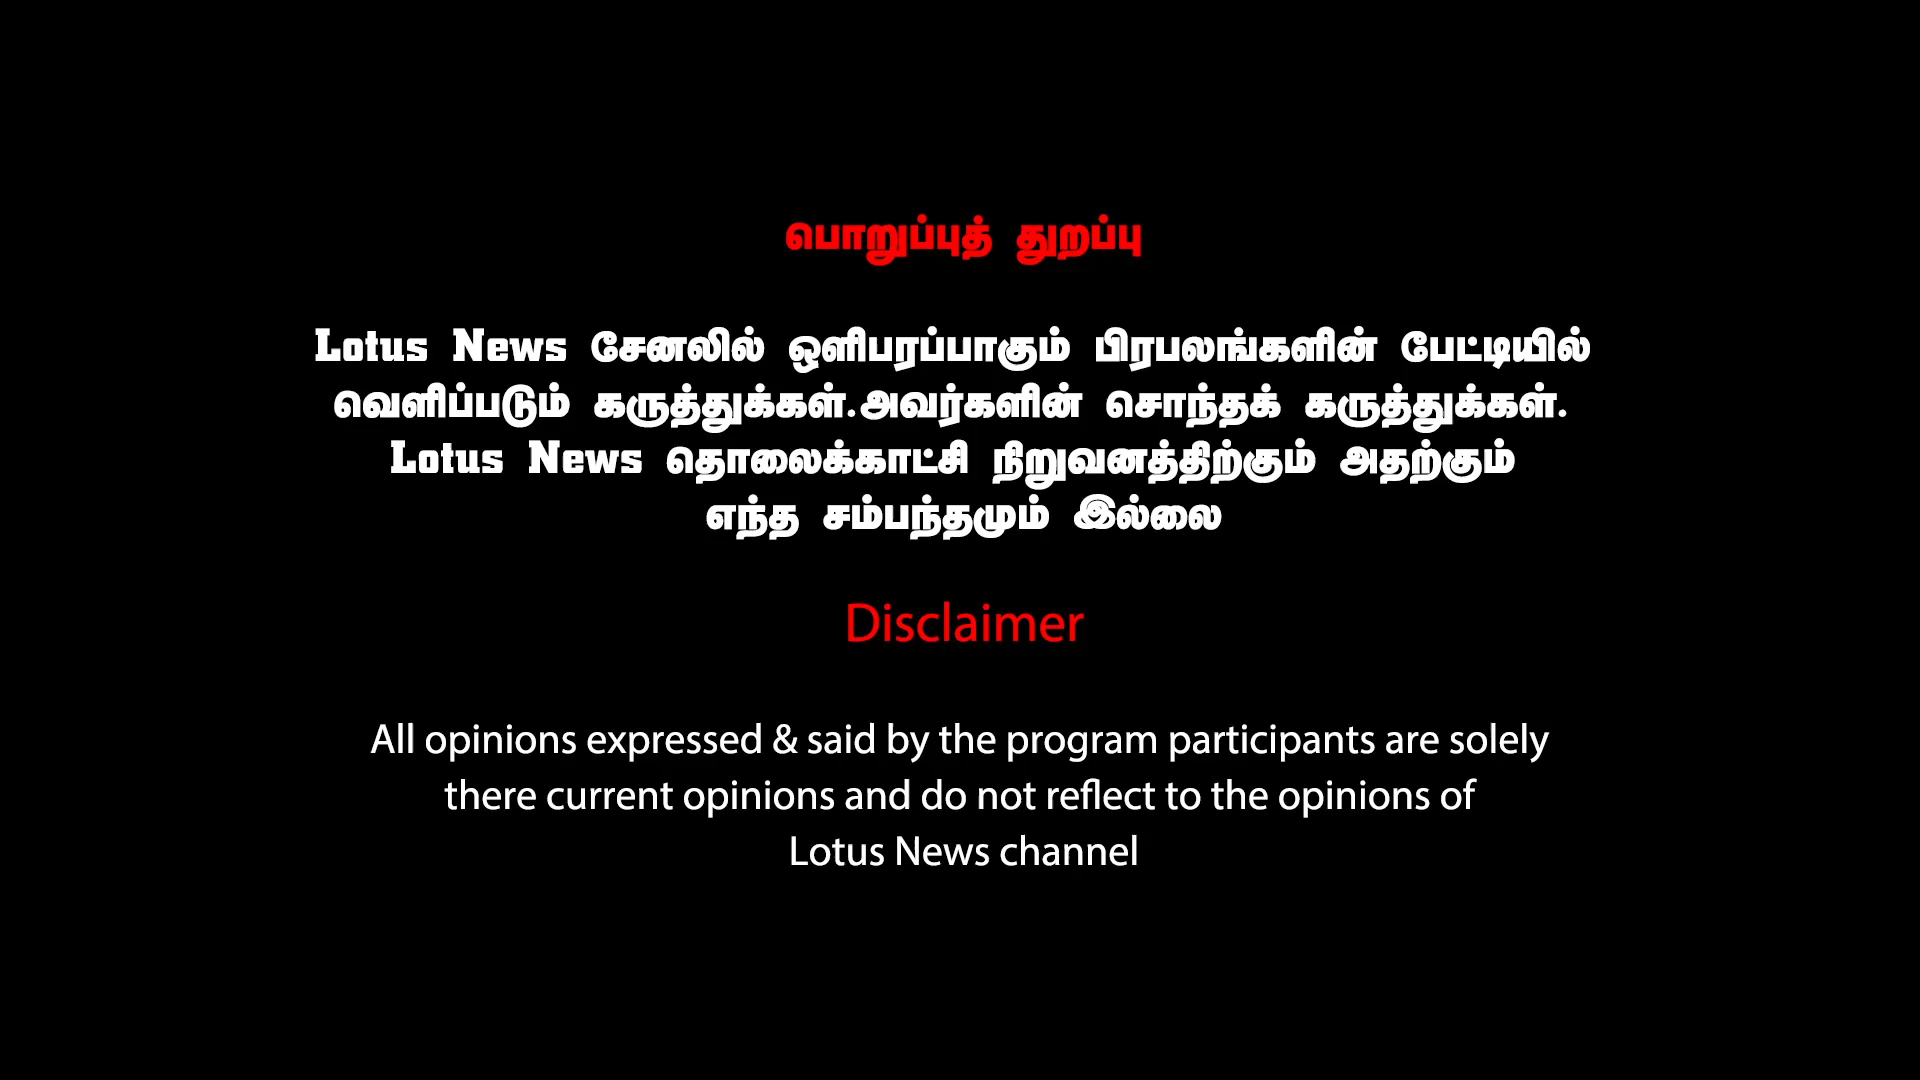 பொறுப்புத் துறப்பு
Lotus News சேனலில் ஒளிபரப்பாகும் பிரபலங்களின் பேட்டியில்
வெளிப்படும் கருத்துக்கள்.அவர்களின் சொந்தக் கருத்துக்கள்.
Lotus News தொலைக்காட்சி நிறுவனத்திற்கும் அதற்கும்
எந்த சம்பந்தமும் இல்லை
Disclaimer
All opinions expressed & said by the program participants are solely
there current opinions and do not reflect to the opinions of
Lotus News channel